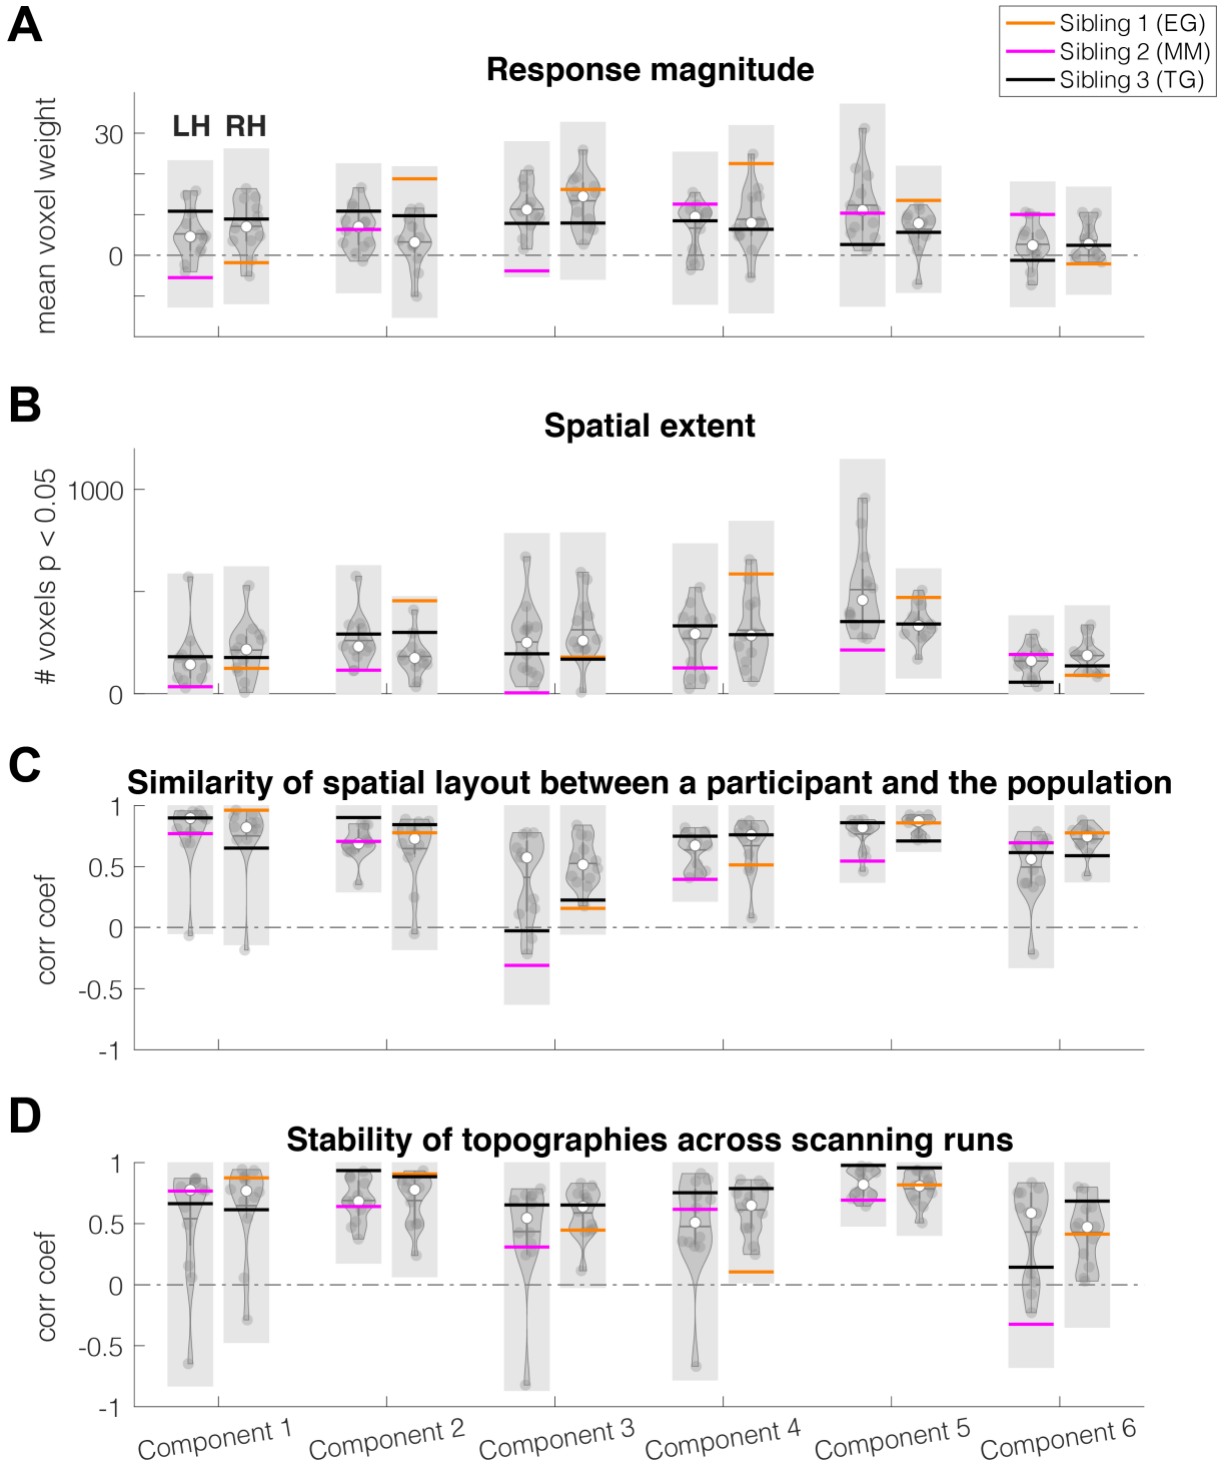 A
Sibling 1 (EG)
Sibling 2 (MM)
Sibling 3 (TG)
Response magnitude
mean voxel weight
LH RH
30
0
B
Spatial extent
# voxels p < 0.05
1000
0
C
Similarity of spatial layout between a participant and the population
corr coef
1
0.5
0
-0.5
-1
D
Stability of topographies across scanning runs
corr coef
1
0.5
0
-0.5
-1
Component 1
Component 2
Component 3
Component 4
Component 5
Component 6